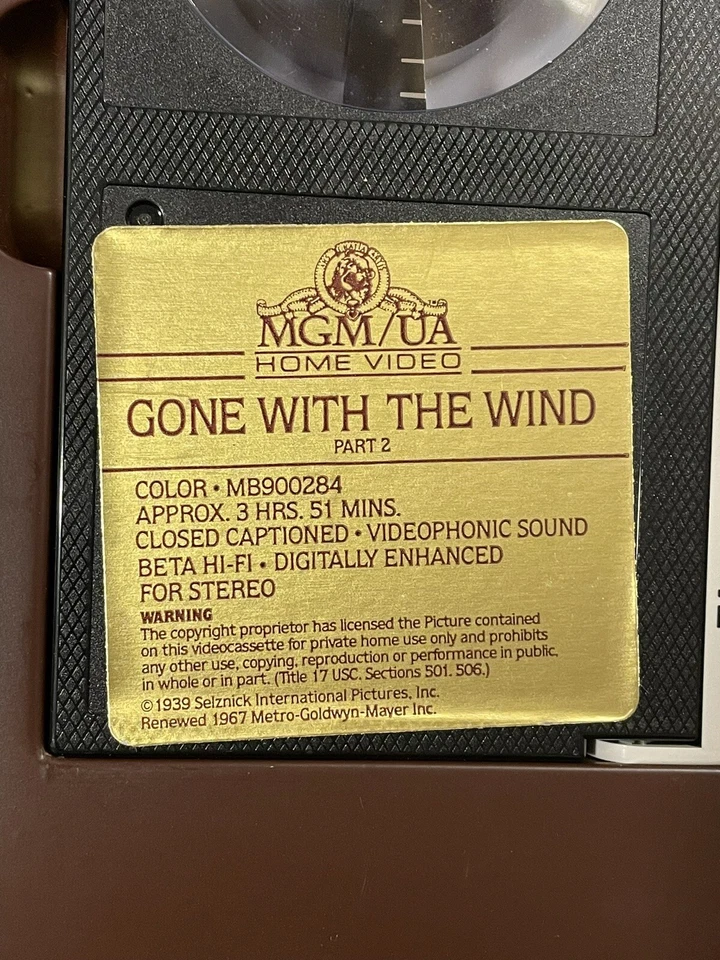 MGM/UA
HOME VIDEO
GONE WITH THE WIND
PART 2
COLOR • MB900284
APPROX. 3 HRS. 51 MINS.
CLOSED CAPTIONED • VIDEOPHONIC SOUND
BETA HI-FI • DIGITALLY ENHANCED
FOR STEREO
WARNING
The copyright proprietor has licensed the Picture contained
on this videocassette for private home use only and prohibits
any other use, copying, reproduction or performance in public,
in whole or in part. (Title 17 USC. Sections 501. 506.)
©1939 Selznick International Pictures, Inc.
Renewed 1967 Metro-Goldwyn-Mayer Inc.